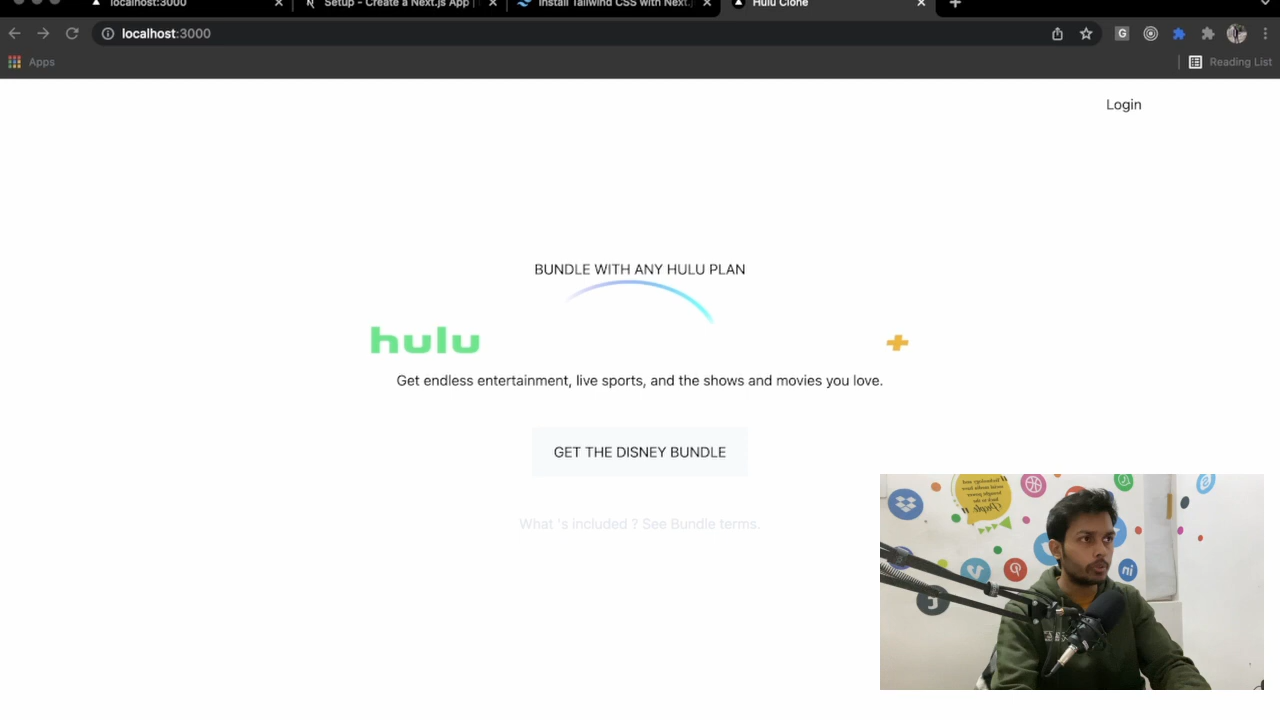 localhost:3000
Setup - Create a Next.js App |
Install Tailwind CSS with Next.j
Hulu Clone
localhost:3000
G
Apps
Reading List
Login
BUNDLE WITH ANY HULU PLAN
hulu
+
Get endless entertainment, live sports, and the shows and movies you love.
GET THE DISNEY BUNDLE
What 's included ? See Bundle terms.